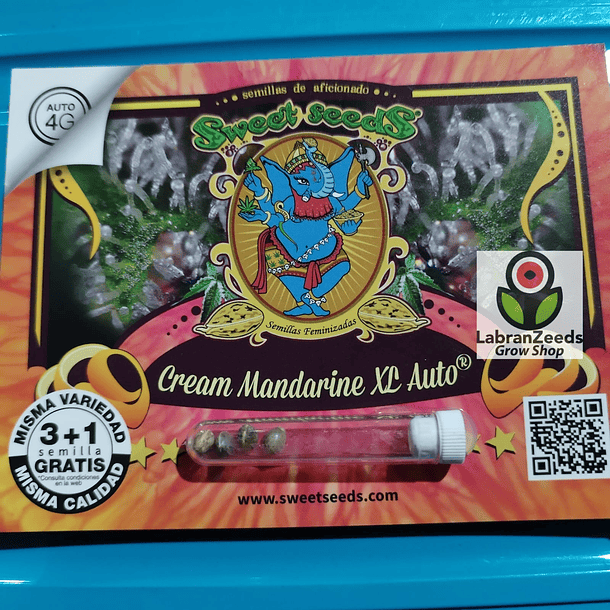 AUTO
4G
semillas de aficionado
Sweet Seeds
Semillas Feminizadas
LabranZeeds
Grow Shop
Cream Mandarine XL Auto®
MISMA VARIEDAD
3+1
semilla
GRATIS
*Consulta condiciones
en la web
MISMA CALIDAD
www.sweetseeds.com